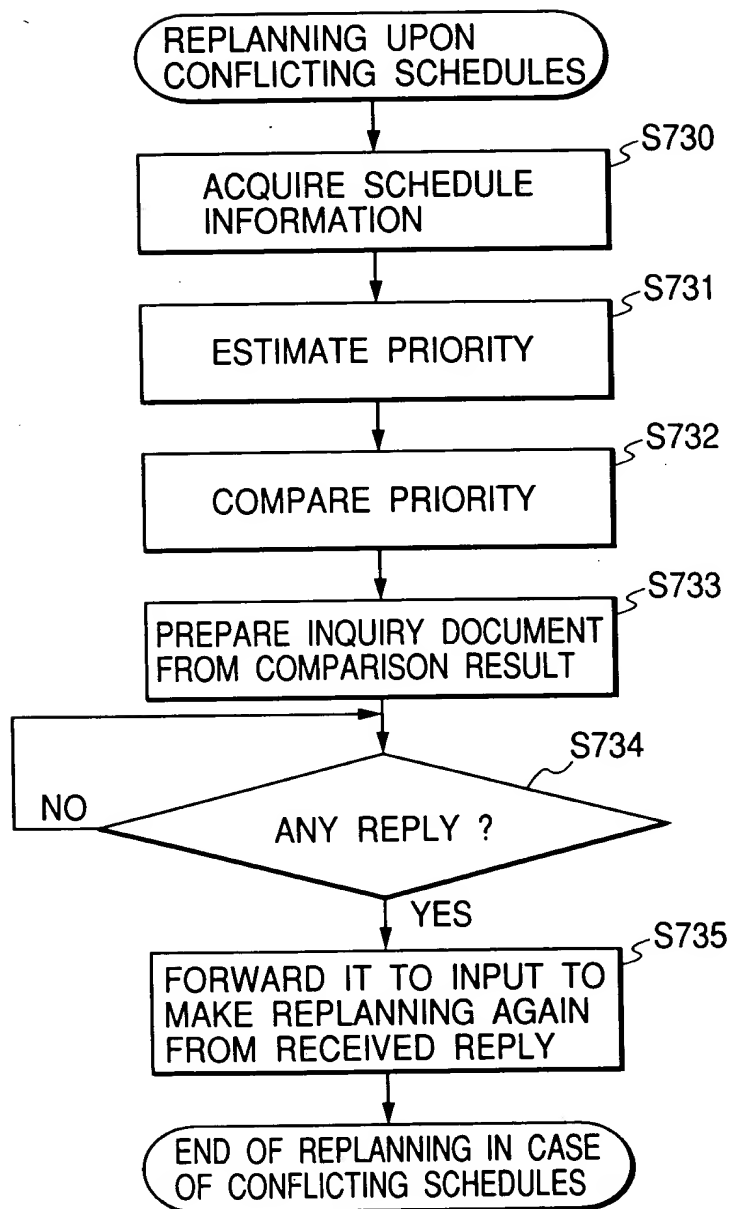 REPLANNING UPON
CONFLICTING SCHEDULES
S730
ACQUIRE SCHEDULE
INFORMATION
S731
ESTIMATE PRIORITY
S732
COMPARE PRIORITY
S733
PREPARE INQUIRY DOCUMENT
FROM COMPARISON RESULT
S734
NO
ANY REPLY ?
YES
S735
FORWARD IT TO INPUT TO
MAKE REPLANNING AGAIN
FROM RECEIVED REPLY
END OF REPLANNING IN CASE
OF CONFLICTING SCHEDULES